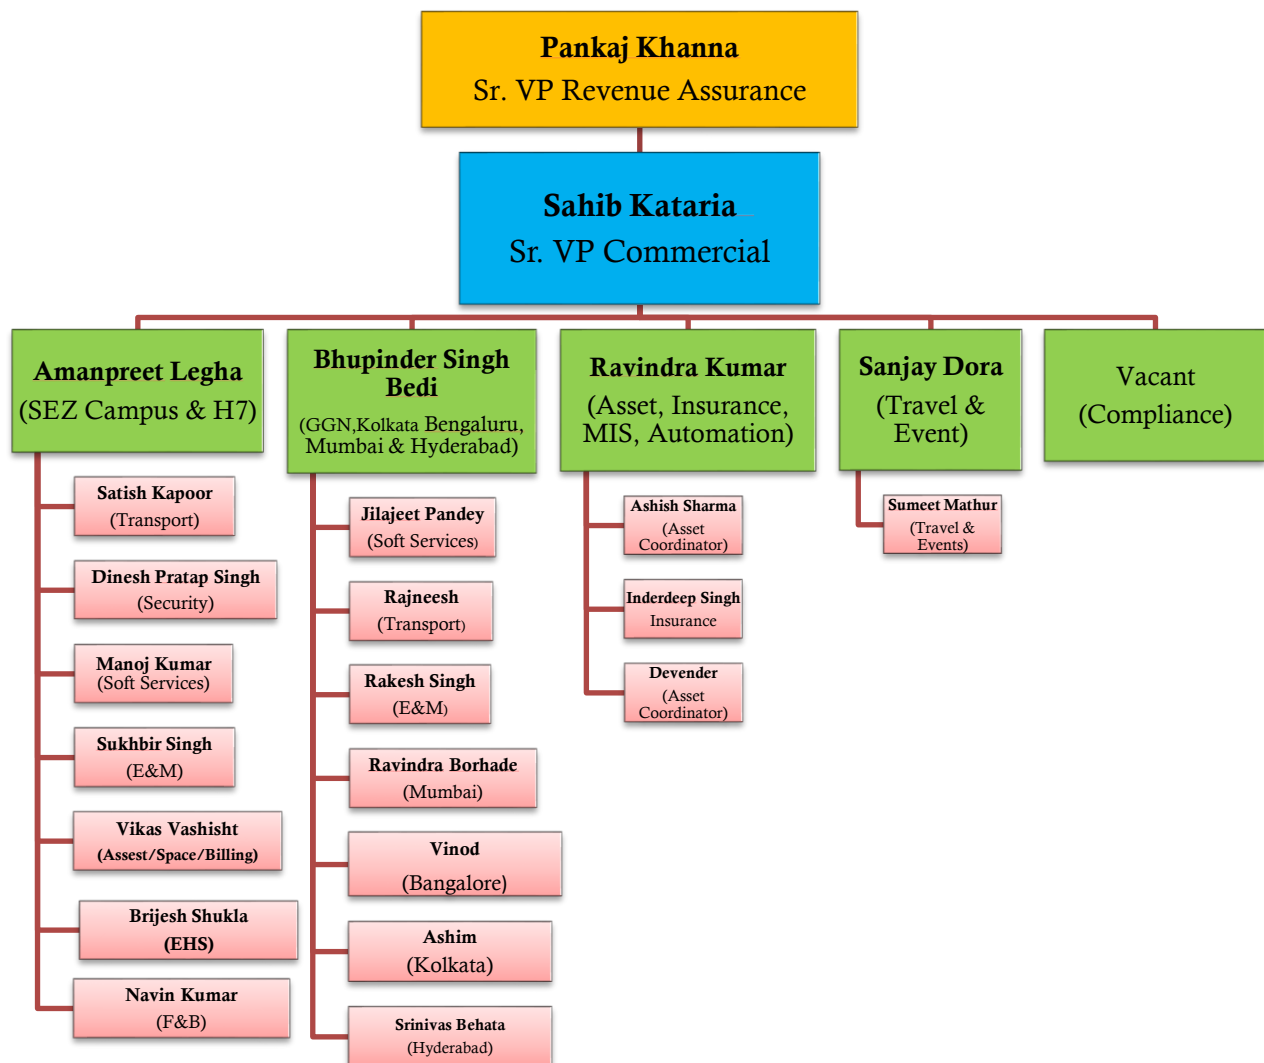 Pankaj Khanna
Sr. VP Revenue Assurance
Sahib Kataria
Sr. VP Commercial
Amanpreet Legha
(SEZ Campus & H7)
Satish Kapoor
(Transport)
Dinesh Pratap Singh
(Security)
Manoj Kumar
(Soft Services)
Sukhbir Singh
(E&M)
Vikas Vashisht
(Assest/Space/Billing)
Brijesh Shukla
(EHS)
Navin Kumar
(F&B)
Bhupinder Singh
Bedi
(GGN,Kolkata Bengaluru,
Mumbai & Hyderabad)
Jilajeet Pandey
(Soft Services)
Rajneesh
(Transport)
Rakesh Singh
(E&M)
Ravindra Borhade
(Mumbai)
Vinod
(Bangalore)
Ashim
(Kolkata)
Srinivas Behata
(Hyderabad)
Ravindra Kumar
(Asset, Insurance,
MIS, Automation)
Ashish Sharma
(Asset
Coordinator)
Inderdeep Singh
Insurance
Devender
(Asset
Coordinator)
Sanjay Dora
(Travel &
Event)
Sumeet Mathur
(Travel &
Events)
Vacant
(Compliance)